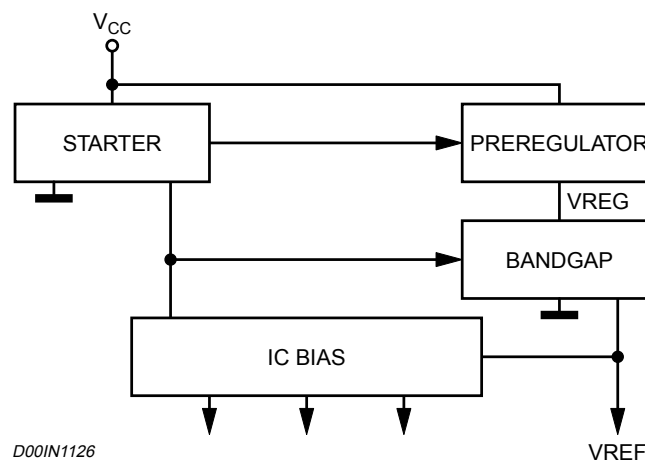 VCC
STARTER
PREREGULATOR
VREG
BANDGAP
IC BIAS
D00IN1126
VREF